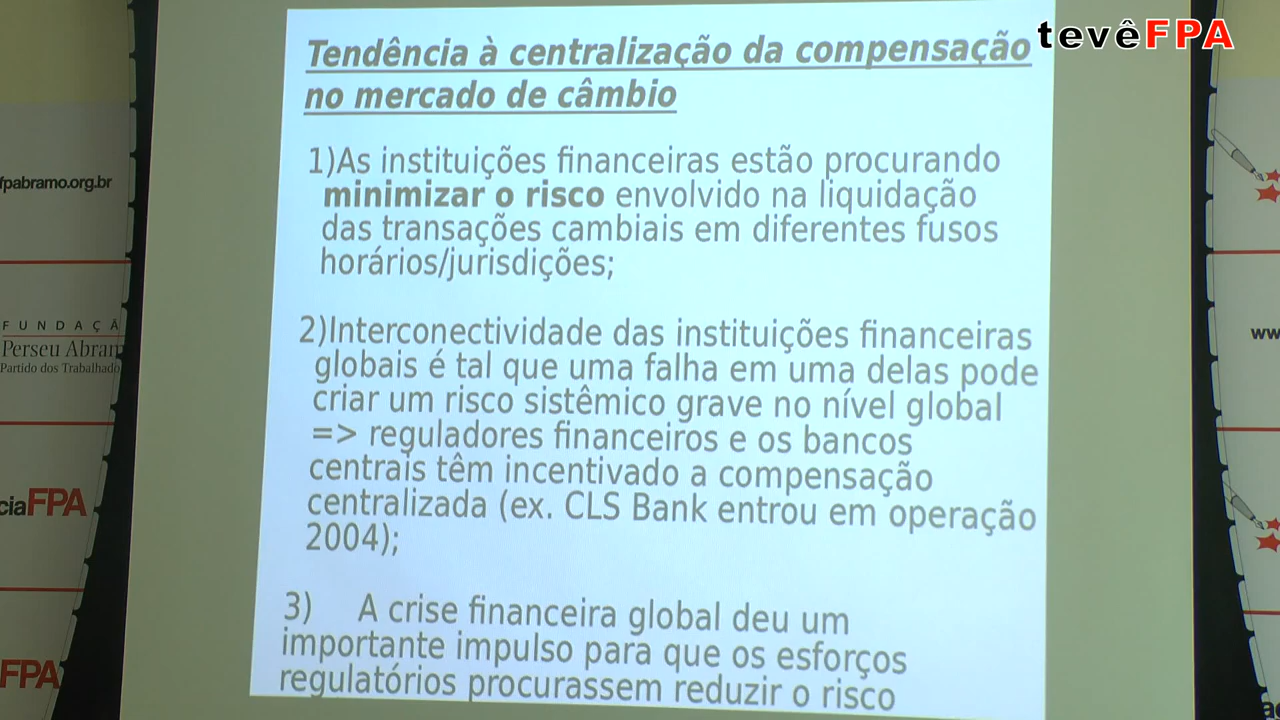 tevêFPA
Tendência à centralização da compensação
no mercado de câmbio
1)As instituições financeiras estão procurando
minimizar o risco envolvido na liquidação
das transações cambiais em diferentes fusos
horários/jurisdições;
2)Interconectividade das instituições financeiras
globais é tal que uma falha em uma delas pode
criar um risco sistêmico grave no nível global
=> reguladores financeiros e os bancos
centrais têm incentivado a compensação
centralizada (ex. CLS Bank entrou em operação
2004);
3) A crise financeira global deu um
importante impulso para que os esforços
regulatórios procurassem reduzir o risco
fpabramo.org.br
FUNDAÇÃ
Perseu Abram
Partido dos Trabalhado
ciaFPA
FPA
ww